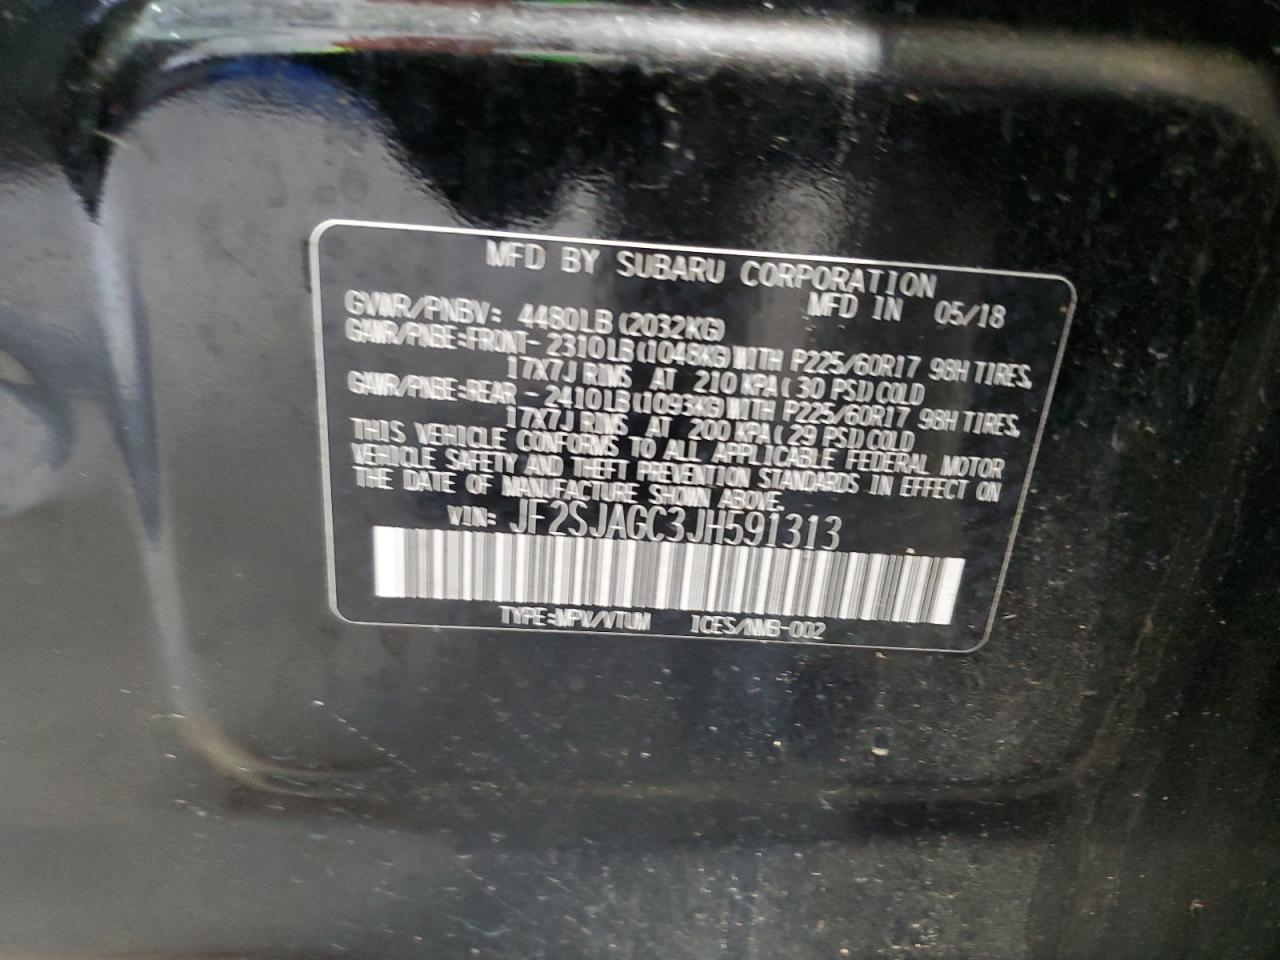 MFD BY SUBARU CORPORATION
MFD IN 05/18
GVWR/PNBV: 4480LB(2032KG)
GAWR/PNBE:FRONT- 2310LB(1048KG)WITH P225/60R17 98H TIRES,
17X7J RIMS AT 210 KPA( 30 PSI)COLD
GAWR/PNBE:REAR - 2410LB(1093KG)WITH P225/60R17 98H TIRES,
17X7J RIMS AT 200 KPA( 29 PSI)COLD
THIS VEHICLE CONFORMS TO ALL APPLICABLE FEDERAL MOTOR
VEHICLE SAFETY AND THEFT PREVENTION STANDARDS IN EFFECT ON
THE DATE OF MANUFACTURE SHOWN ABOVE.
VIN: JF2SJAGC3JH591313
TYPE:MPV/VTUM ICES/NMB-002